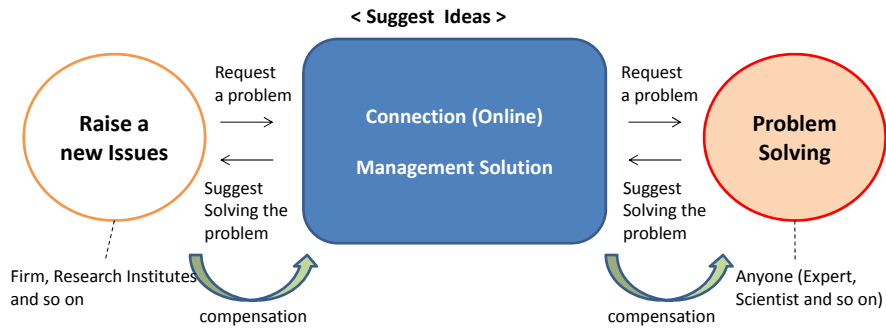 < Suggest Ideas >
Raise a
new Issues
Request
a problem
Suggest
Solving the
problem
Connection (Online)
Management Solution
Request
a problem
Suggest
Solving the
problem
Problem
Solving
Firm, Research Institutes
and so on
compensation
compensation
Anyone (Expert,
Scientist and so on)